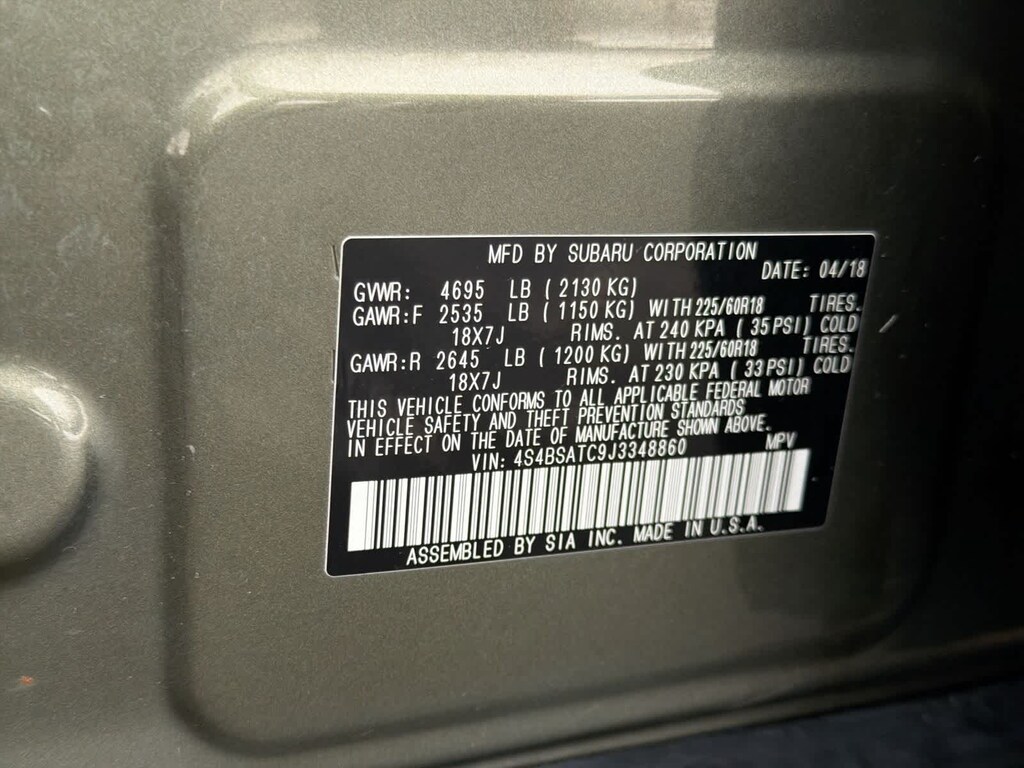 MFD BY SUBARU CORPORATION
DATE: 04/18
GVWR: 4695 LB ( 2130 KG)
GAWR:F 2535 LB ( 1150 KG) WITH 225/60R18 TIRES.
18X7J RIMS. AT 240 KPA ( 35 PSI) COLD
GAWR:R 2645 LB ( 1200 KG) WITH 225/60R18 TIRES.
18X7J RIMS. AT 230 KPA ( 33 PSI) COLD
THIS VEHICLE CONFORMS TO ALL APPLICABLE FEDERAL MOTOR
VEHICLE SAFETY AND THEFT PREVENTION STANDARDS
IN EFFECT ON THE DATE OF MANUFACTURE SHOWN ABOVE.
VIN: 4S4BSATC9J3348860 MPV
ASSEMBLED BY SIA INC. MADE IN U.S.A.